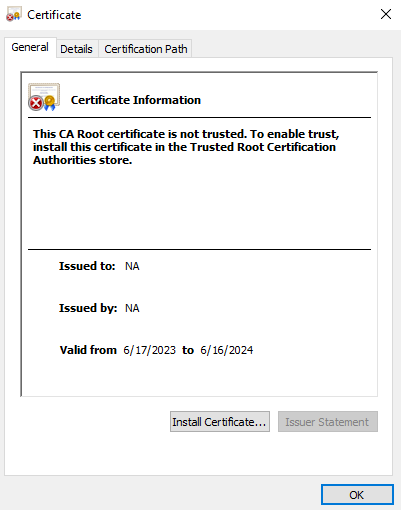 Certificate
General Details Certification Path
Certificate Information
This CA Root certificate is not trusted. To enable trust,
install this certificate in the Trusted Root Certification
Authorities store.
Issued to: NA
Issued by: NA
Valid from 6/17/2023 to 6/16/2024
Install Certificate... Issuer Statement
OK